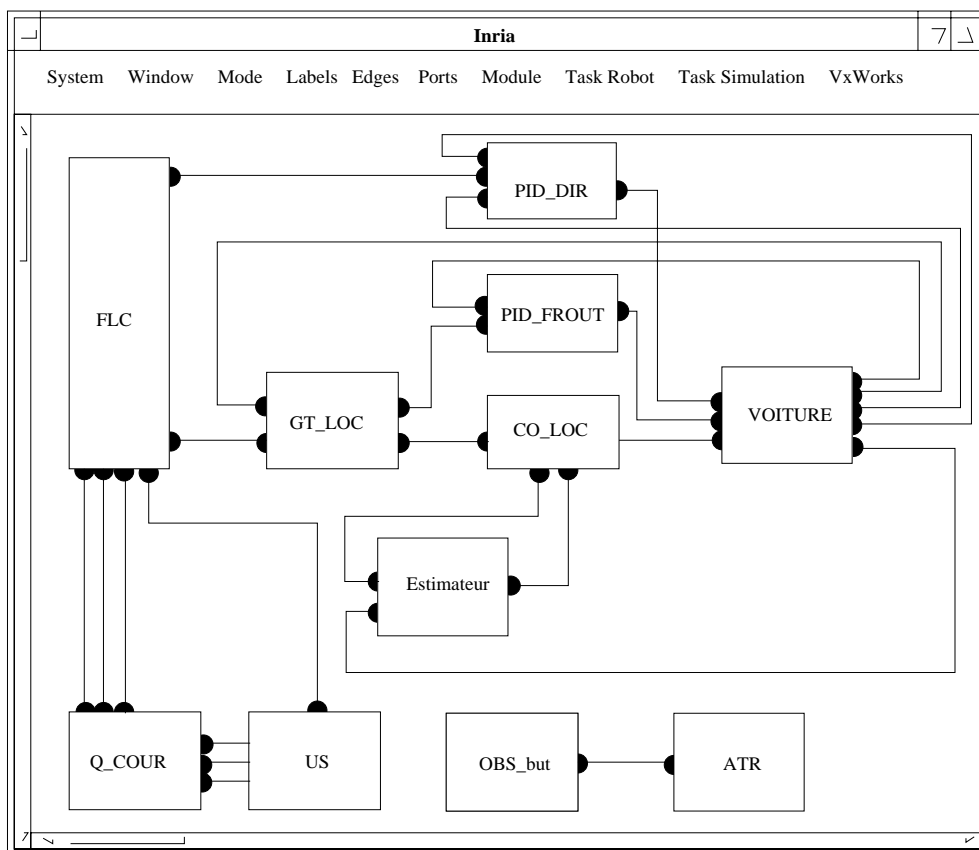 Inria
System Window Mode Labels Edges Ports Module Task Robot Task Simulation VxWorks
PID_DIR
FLC
PID_FROUT
GT_LOC
CO_LOC
VOITURE
Estimateur
Q_COUR
US
OBS_but
ATR